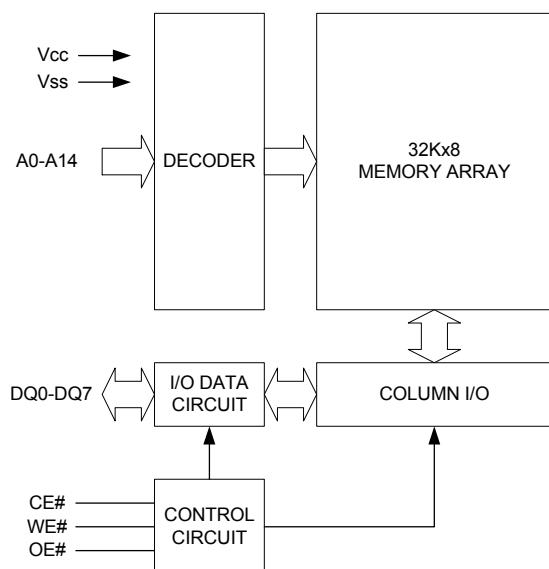 Vcc
Vss
A0-A14
DECODER
32Kx8
MEMORY ARRAY
DQ0-DQ7
I/O DATA
CIRCUIT
COLUMN I/O
CE#
WE#
OE#
CONTROL
CIRCUIT